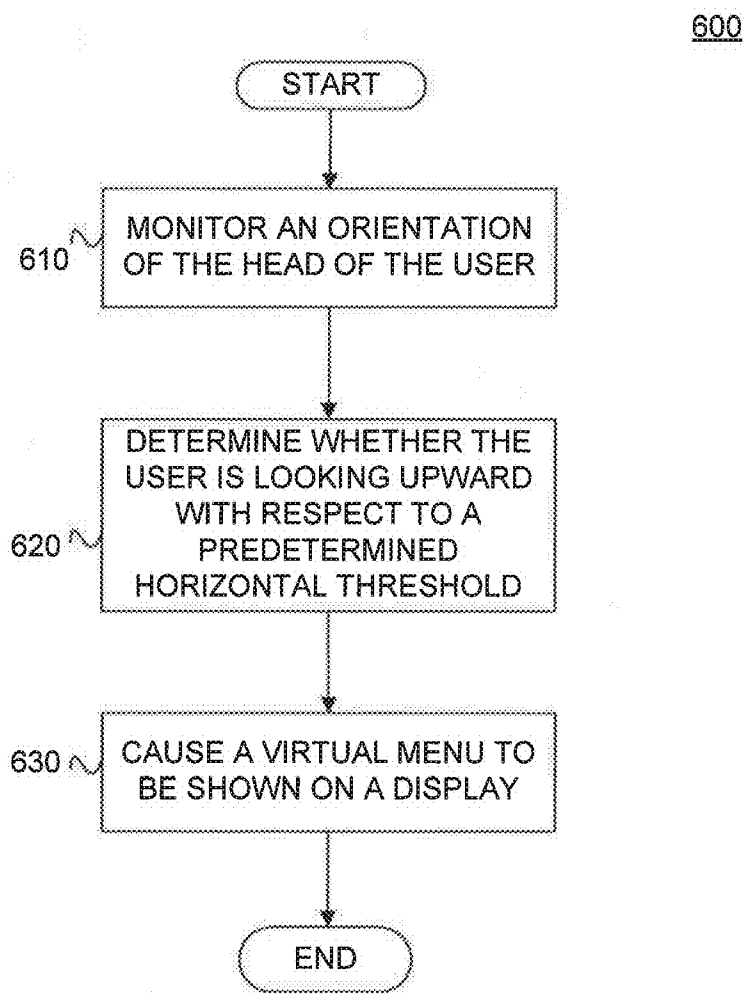 600
START
610
MONITOR AN ORIENTATION
OF THE HEAD OF THE USER
620
DETERMINE WHETHER THE
USER IS LOOKING UPWARD
WITH RESPECT TO A
PREDETERMINED
HORIZONTAL THRESHOLD
630
CAUSE A VIRTUAL MENU TO
BE SHOWN ON A DISPLAY
END